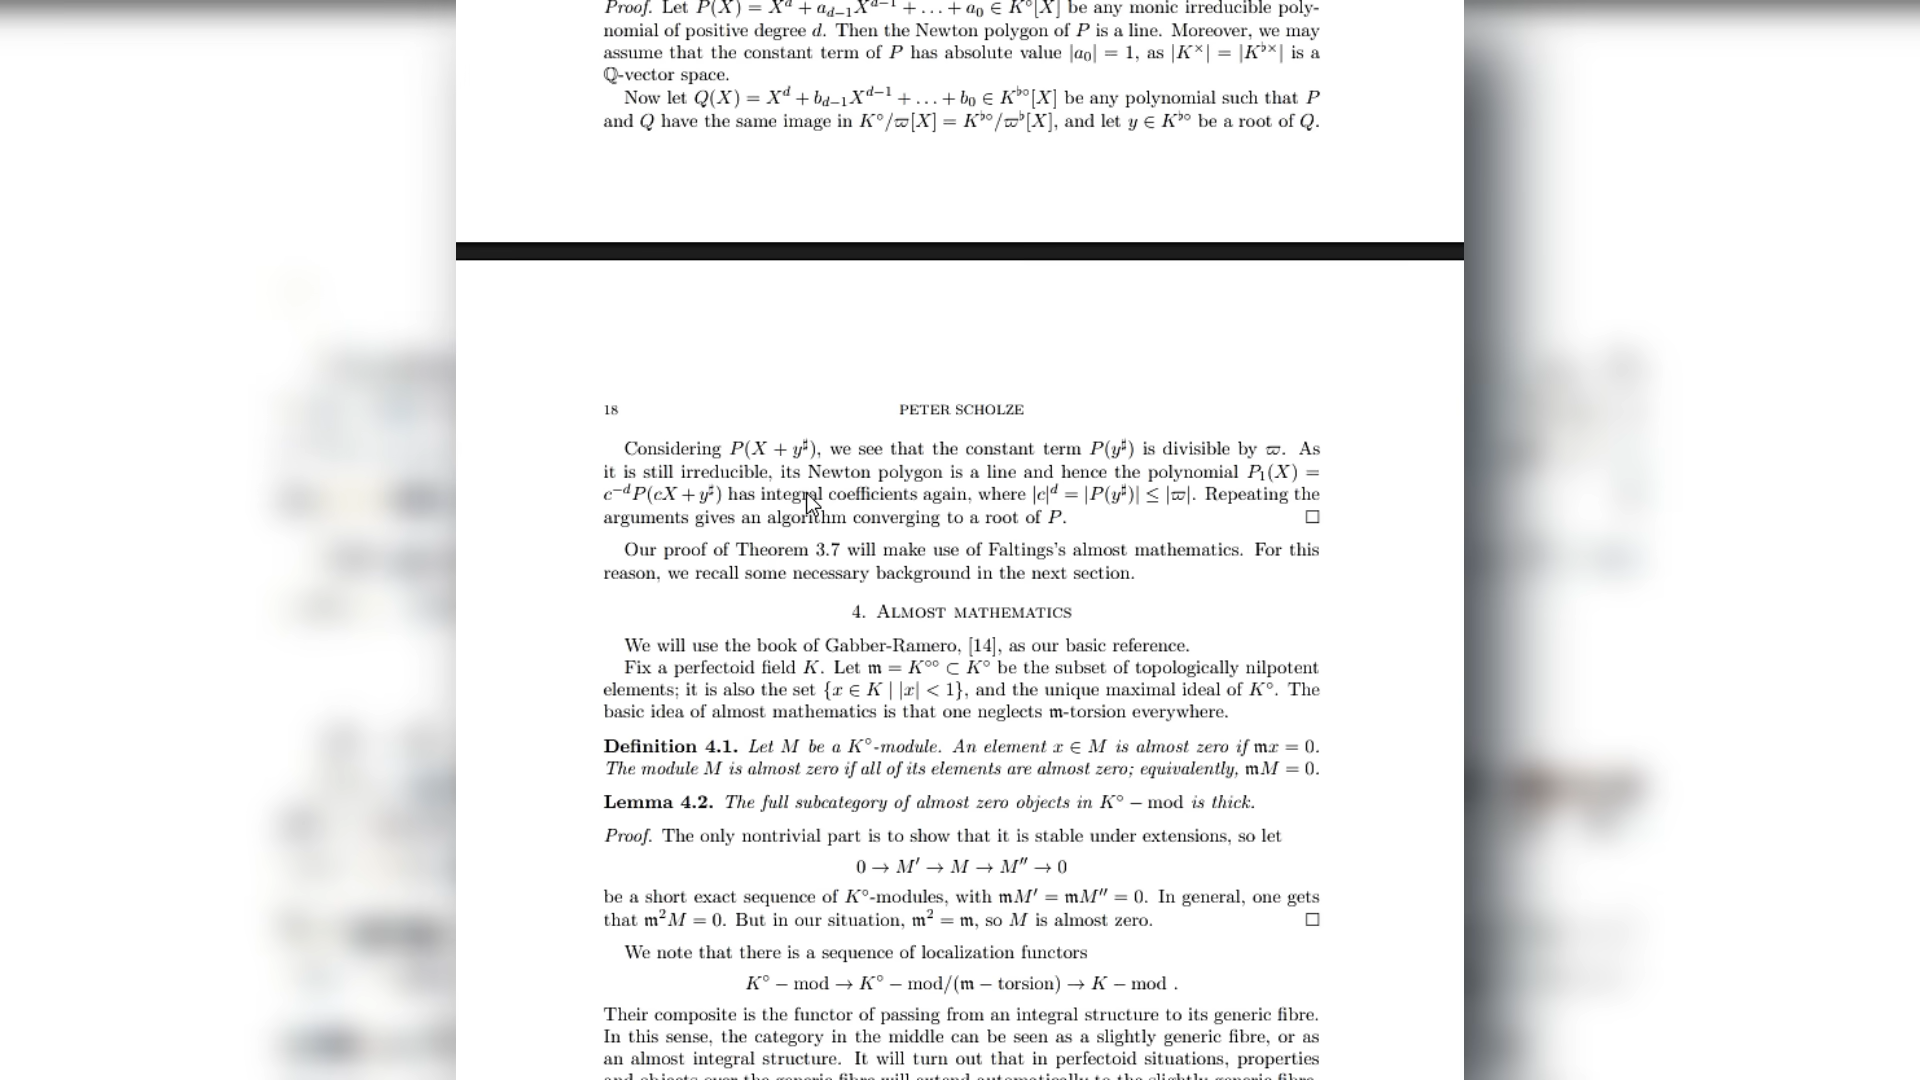 Proof. Let P(X) = X^d + a_{d−1}X^{d−1} + . . . + a_0 ∈ K°[X] be any monic irreducible poly-
nomial of positive degree d. Then the Newton polygon of P is a line. Moreover, we may
assume that the constant term of P has absolute value |a_0| = 1, as |K^×| = |K^{♭×}| is a
ℚ-vector space.
Now let Q(X) = X^d + b_{d−1}X^{d−1} + . . . + b_0 ∈ K^{♭°}[X] be any polynomial such that P
and Q have the same image in K°/ϖ[X] = K^{♭°}/ϖ^♭[X], and let y ∈ K^{♭°} be a root of Q.
18 PETER SCHOLZE
Considering P(X + y^♯), we see that the constant term P(y^♯) is divisible by ϖ. As
it is still irreducible, its Newton polygon is a line and hence the polynomial P_1(X) =
c^{−d}P(cX + y^♯) has integral coefficients again, where |c|^d = |P(y^♯)| ≤ |ϖ|. Repeating the
arguments gives an algorithm converging to a root of P. □
Our proof of Theorem 3.7 will make use of Faltings's almost mathematics. For this
reason, we recall some necessary background in the next section.
4. ALMOST MATHEMATICS
We will use the book of Gabber-Ramero, [14], as our basic reference.
Fix a perfectoid field K. Let 𝔪 = K^{°°} ⊂ K° be the subset of topologically nilpotent
elements; it is also the set {x ∈ K | |x| < 1}, and the unique maximal ideal of K°. The
basic idea of almost mathematics is that one neglects 𝔪-torsion everywhere.
Definition 4.1. Let M be a K°-module. An element x ∈ M is almost zero if 𝔪x = 0.
The module M is almost zero if all of its elements are almost zero; equivalently, 𝔪M = 0.
Lemma 4.2. The full subcategory of almost zero objects in K° − mod is thick.
Proof. The only nontrivial part is to show that it is stable under extensions, so let
0 → M′ → M → M″ → 0
be a short exact sequence of K°-modules, with 𝔪M′ = 𝔪M″ = 0. In general, one gets
that 𝔪²M = 0. But in our situation, 𝔪² = 𝔪, so M is almost zero. □
We note that there is a sequence of localization functors
K° − mod → K° − mod/(𝔪 − torsion) → K − mod .
Their composite is the functor of passing from an integral structure to its generic fibre.
In this sense, the category in the middle can be seen as a slightly generic fibre, or as
an almost integral structure. It will turn out that in perfectoid situations, properties
and objects over the generic fibre will extend automatically to the slightly generic fibre,